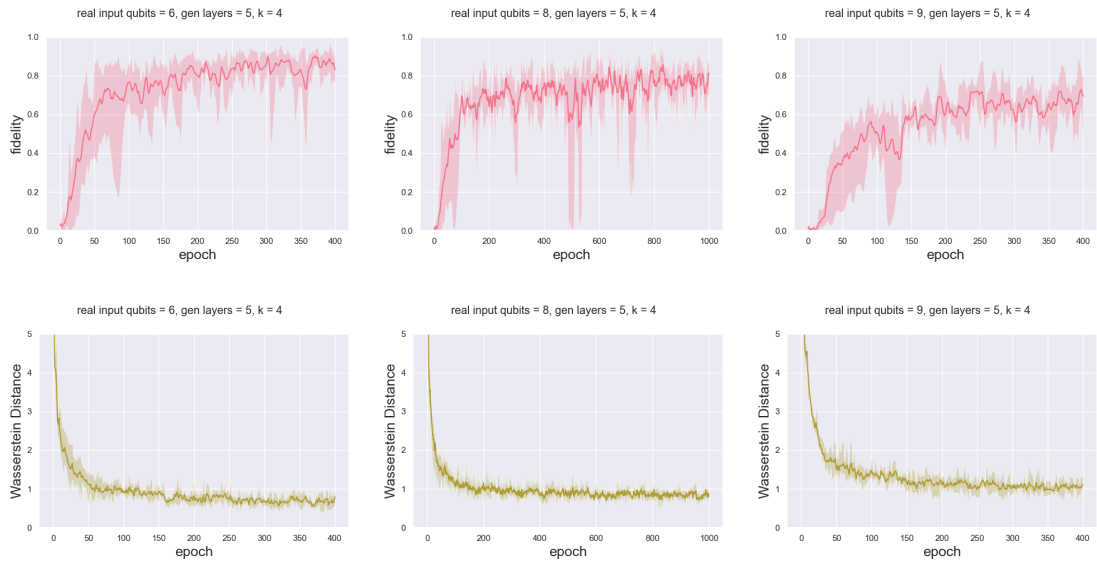 real input qubits = 6, gen layers = 5, k = 4
real input qubits = 8, gen layers = 5, k = 4
real input qubits = 9, gen layers = 5, k = 4
fidelity
1.0
0.8
0.6
0.4
0.2
0.0
0 50 100 150 200 250 300 350 400
epoch
fidelity
1.0
0.8
0.6
0.4
0.2
0.0
0 200 400 600 800 1000
epoch
fidelity
1.0
0.8
0.6
0.4
0.2
0.0
0 50 100 150 200 250 300 350 400
epoch
real input qubits = 6, gen layers = 5, k = 4
real input qubits = 8, gen layers = 5, k = 4
real input qubits = 9, gen layers = 5, k = 4
Wasserstein Distance
5
4
3
2
1
0
0 50 100 150 200 250 300 350 400
epoch
Wasserstein Distance
5
4
3
2
1
0
0 200 400 600 800 1000
epoch
Wasserstein Distance
5
4
3
2
1
0
0 50 100 150 200 250 300 350 400
epoch